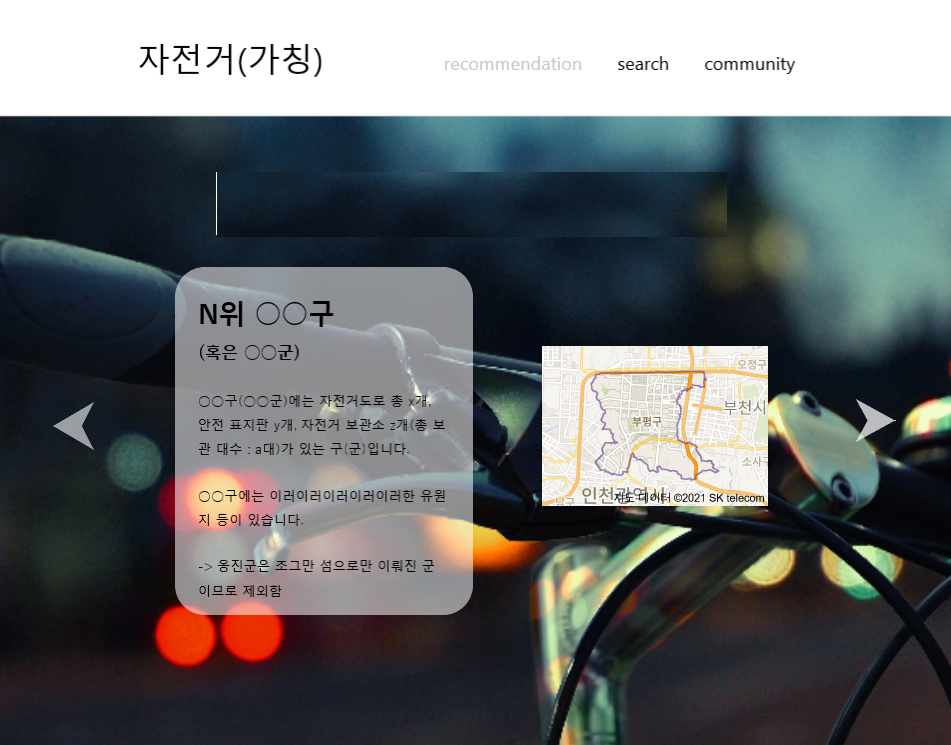 자전거(가칭)
recommendation search community
N위 ○○구
(혹은 ○○군)
○○구(○○군)에는 자전거도로 총 x개,
안전 표지판 y개, 자전거 보관소 z개(총 보
관 대수 : a대)가 있는 구(군)입니다.
○○구에는 이러이러이러이러이러한 유원
지 등이 있습니다.
-> 옹진군은 조그만 섬으로만 이뤄진 군
이므로 제외함
오정구
부천시
부평구
소사구
인천광역시
남구
지도 데이터 ©2021 SK telecom